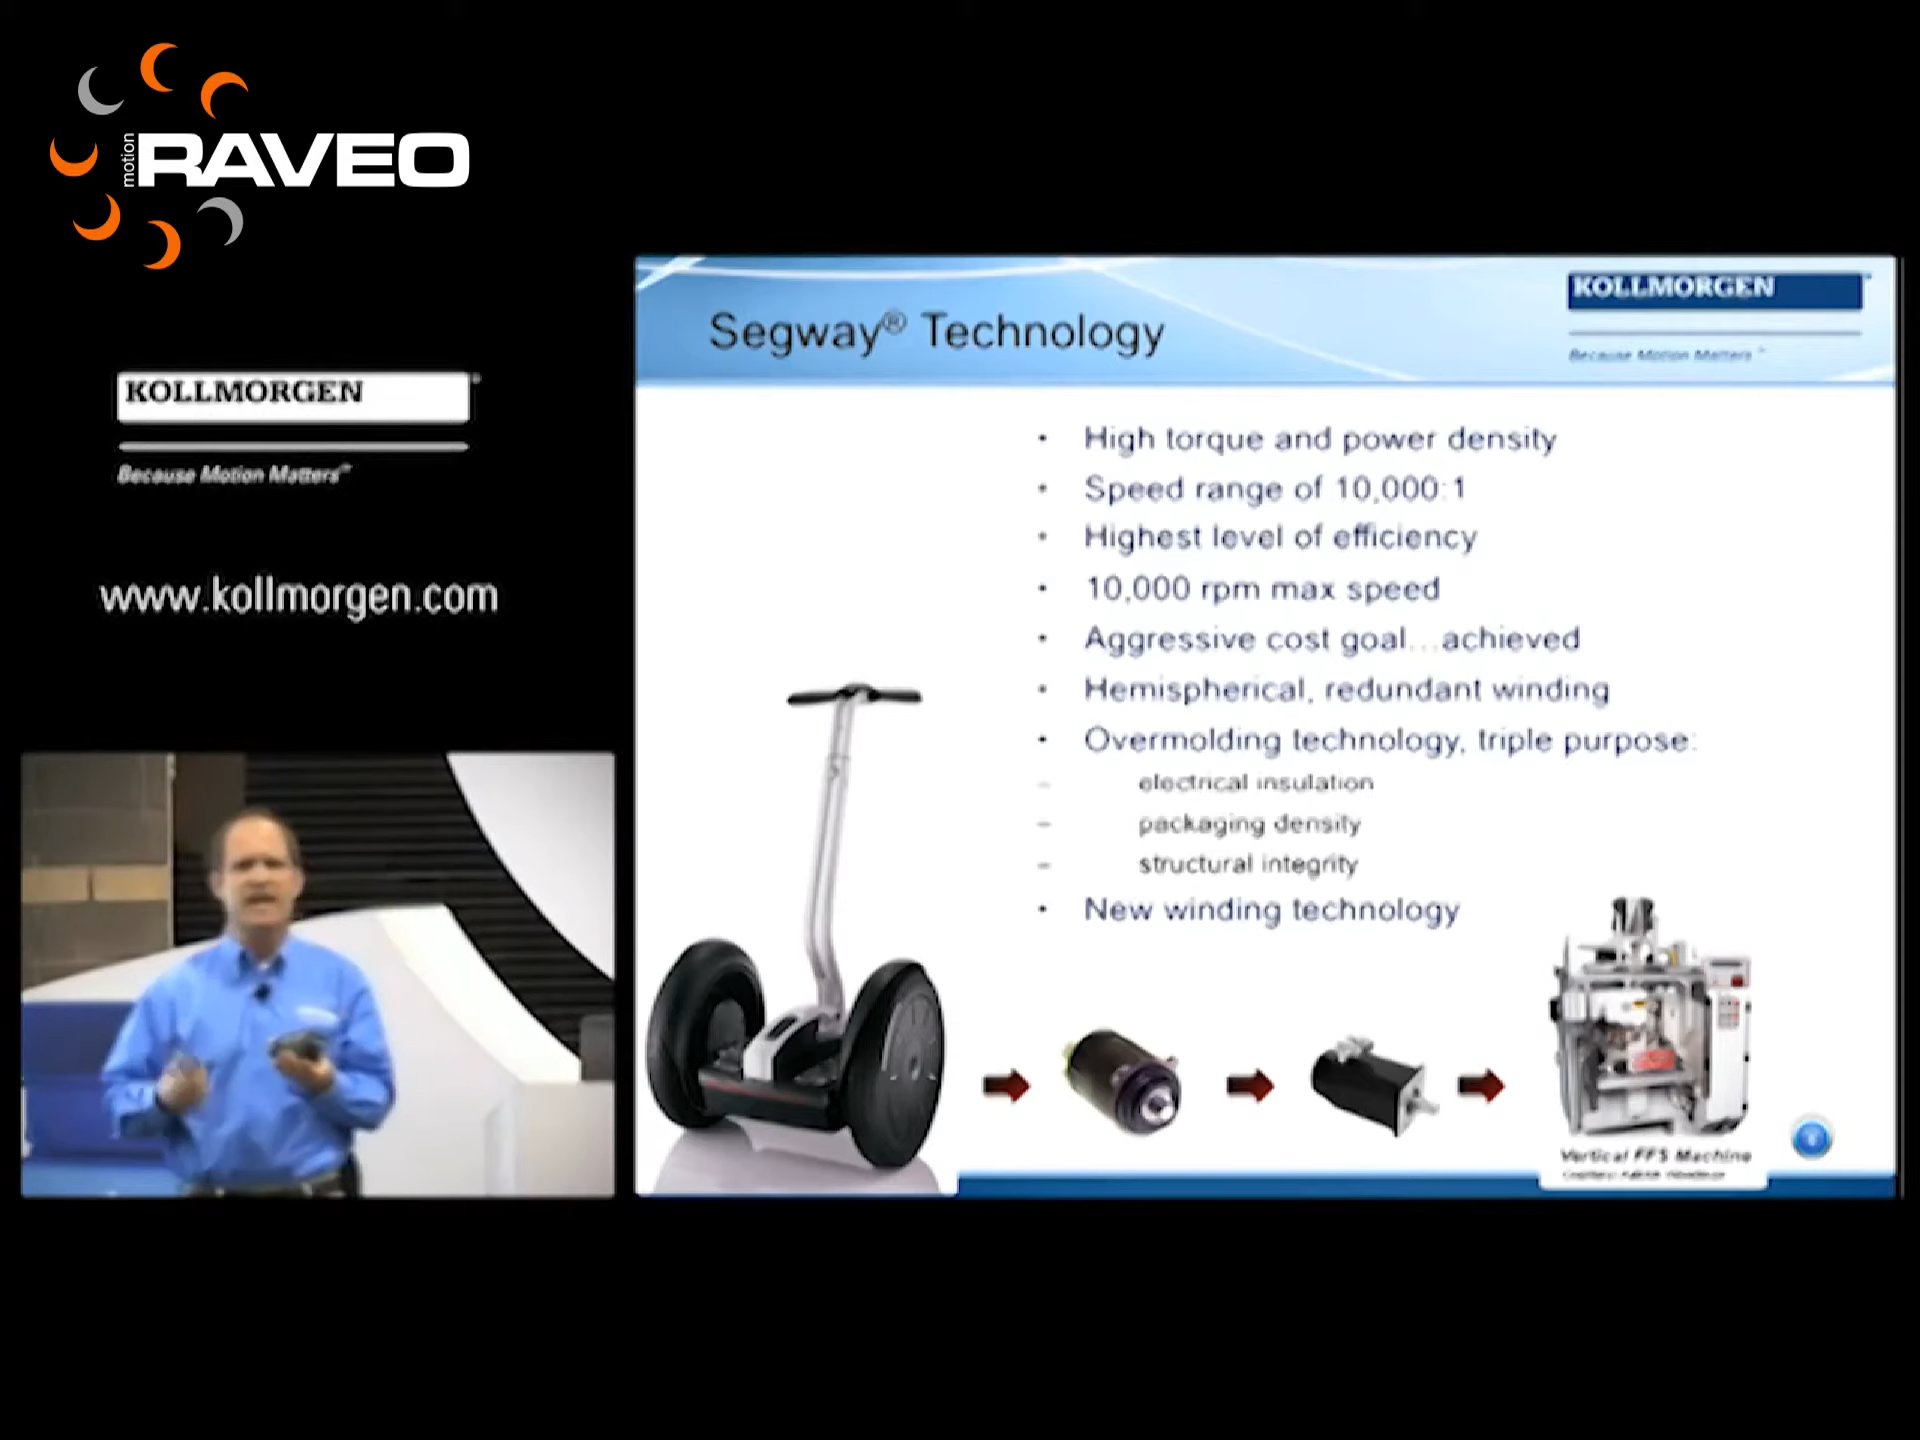 motion
RAVEO
KOLLMORGEN
Because Motion Matters™
www.kollmorgen.com
KOLLMORGEN
Because Motion Matters™
Segway® Technology
• High torque and power density
• Speed range of 10,000:1
• Highest level of efficiency
• 10,000 rpm max speed
• Aggressive cost goal...achieved
• Hemispherical, redundant winding
• Overmolding technology, triple purpose:
– electrical insulation
– packaging density
– structural integrity
• New winding technology
Vertical FFS Machine